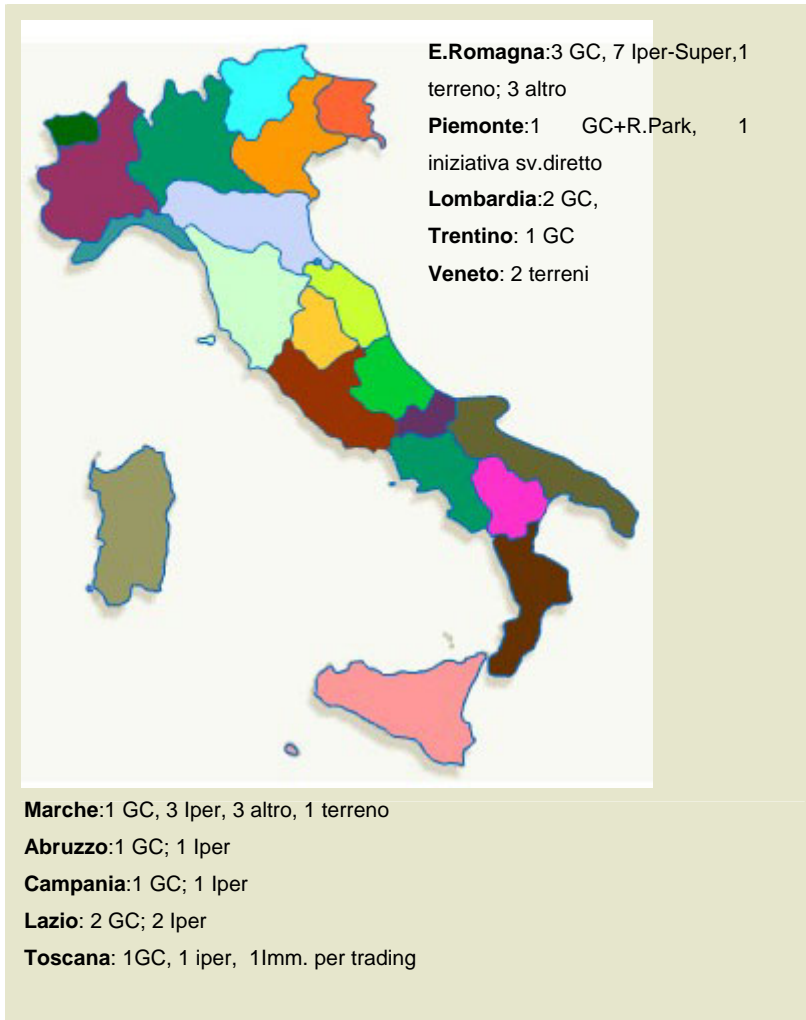 E.Romagna:3 GC, 7 Iper-Super,1
terreno; 3 altro
Piemonte:1 GC+R.Park, 1
iniziativa sv.diretto
Lombardia:2 GC,
Trentino: 1 GC
Veneto: 2 terreni
Marche:1 GC, 3 Iper, 3 altro, 1 terreno
Abruzzo:1 GC; 1 Iper
Campania:1 GC; 1 Iper
Lazio: 2 GC; 2 Iper
Toscana: 1GC, 1 iper, 1Imm. per trading